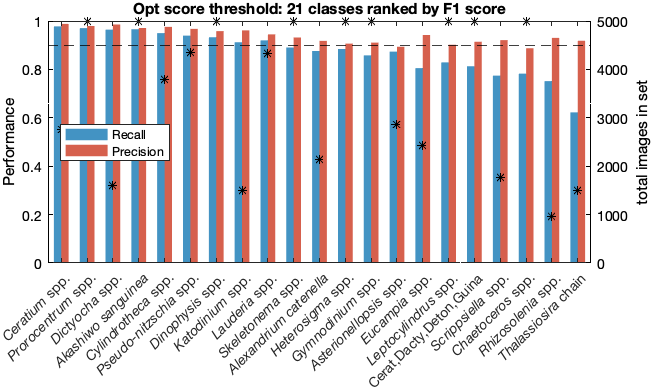 Opt score threshold: 21 classes ranked by F1 score
1
0.8
0.6
0.4
0.2
0
Performance
5000
4000
3000
2000
1000
0
total images in set
Recall
Precision
Ceratium spp.
Prorocentrum spp.
Dictyocha spp.
Akashiwo sanguinea
Cylindrotheca spp.
Pseudo-nitzschia spp.
Dinophysis spp.
Katodinium spp.
Lauderia spp.
Skeletonema spp.
Alexandrium catenella
Heterosigma spp.
Gymnodinium spp.
Asterionellopsis spp.
Eucampia spp.
Leptocylindrus spp.
Cerat,Dacty,Deton,Guina
Scrippsiella spp.
Chaetoceros spp.
Rhizosolenia spp.
Thalassiosira chain